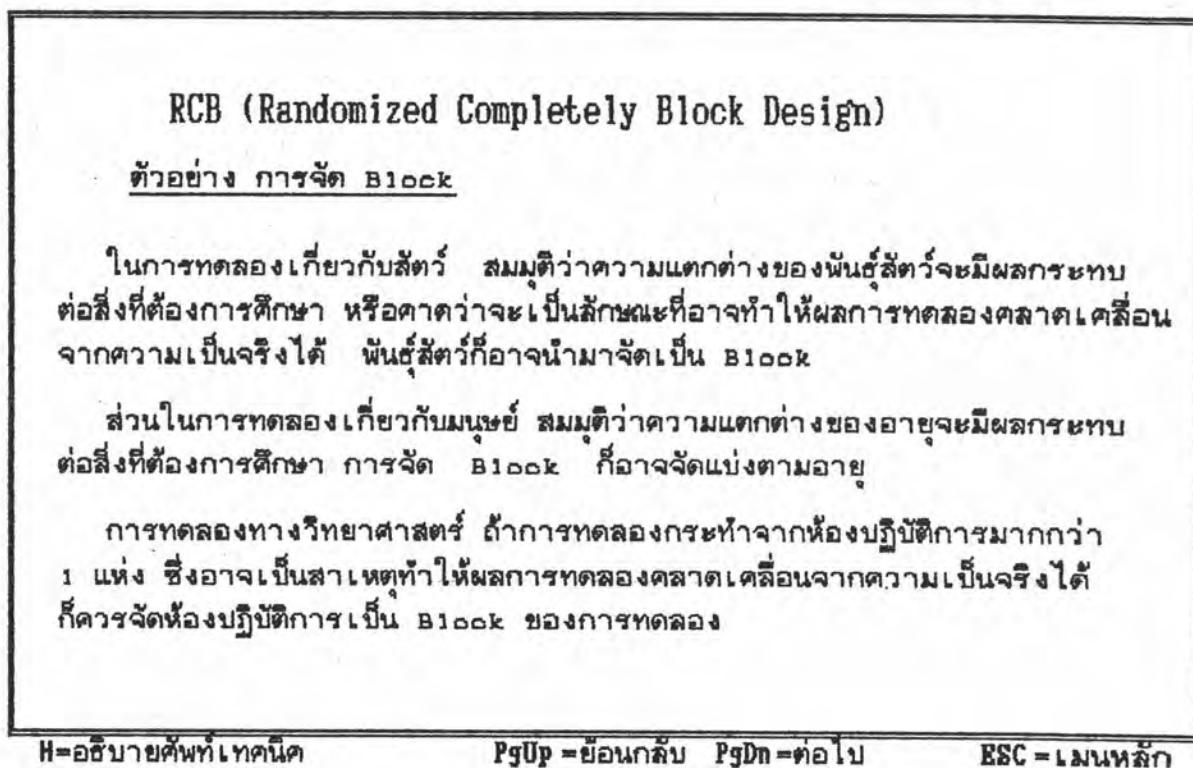 RCB (Randomized Completely Block Design)
ตัวอย่าง การจัด Block
ในการทดลองเกี่ยวกับสัตว์ สมมุติว่าความแตกต่างของพันธุ์สัตว์จะมีผลกระทบ
ต่อสิ่งที่ต้องการศึกษา หรือคาดว่าจะเป็นลักษณะที่อาจทำให้ผลการทดลองคลาดเคลื่อน
จากความเป็นจริงได้ พันธุ์สัตว์ก็อาจนำมาจัดเป็น Block
ส่วนในการทดลองเกี่ยวกับมนุษย์ สมมุติว่าความแตกต่างของอายุจะมีผลกระทบ
ต่อสิ่งที่ต้องการศึกษา การจัด Block ก็อาจจัดแบ่งตามอายุ
การทดลองทางวิทยาศาสตร์ ถ้าการทดลองกระทำจากห้องปฏิบัติการมากกว่า
1 แห่ง ซึ่งอาจเป็นสาเหตุทำให้ผลการทดลองคลาดเคลื่อนจากความเป็นจริงได้
ก็ควรจัดห้องปฏิบัติการเป็น Block ของการทดลอง
H=อธิบายศัพท์เทคนิค PgUp =ย้อนกลับ PgDn =ต่อไป ESC =เมนูหลัก